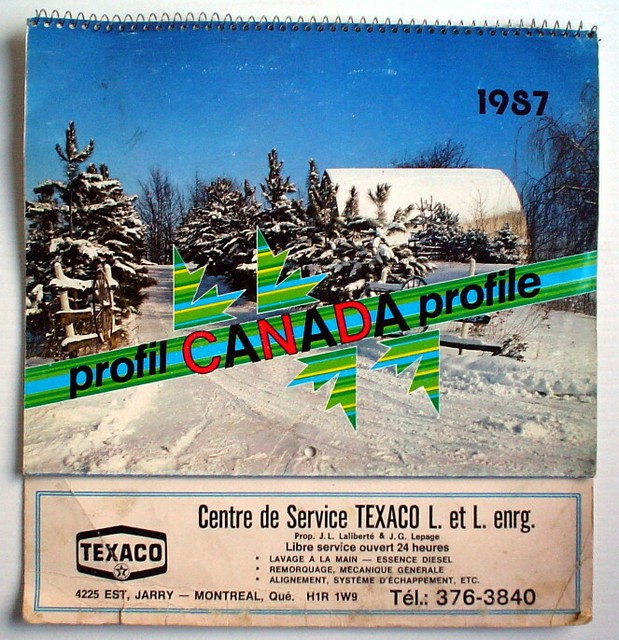 1987
profil CANADA profile
Centre de Service TEXACO L. et L. enrg.
Prop. J.L. Laliberté & J.G. Lepage
Libre service ouvert 24 heures
• LAVAGE A LA MAIN — ESSENCE DIESEL
• REMORQUAGE, MÉCANIQUE GÉNÉRALE
• ALIGNEMENT, SYSTÈME D'ÉCHAPPEMENT, ETC.
TEXACO
T
4225 EST, JARRY — MONTREAL, Qué. H1R 1W9 Tél.: 376-3840